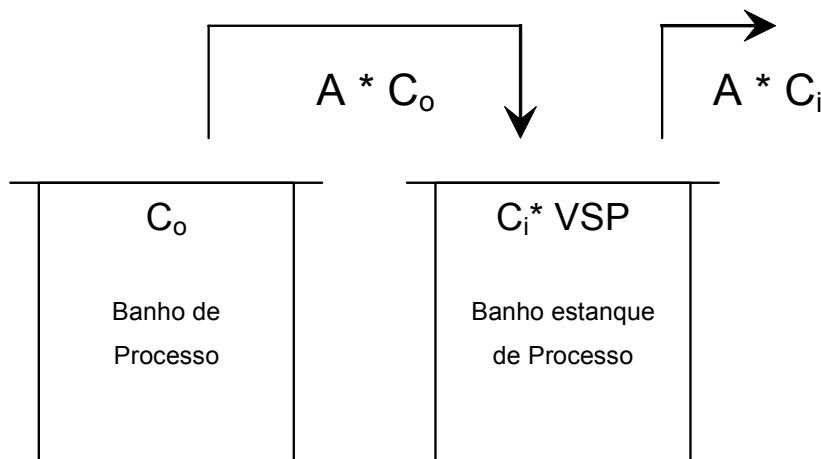 A * Cₒ
A * Cᵢ
Cₒ
Cᵢ* VSP
Banho de
Processo
Banho estanque
de Processo